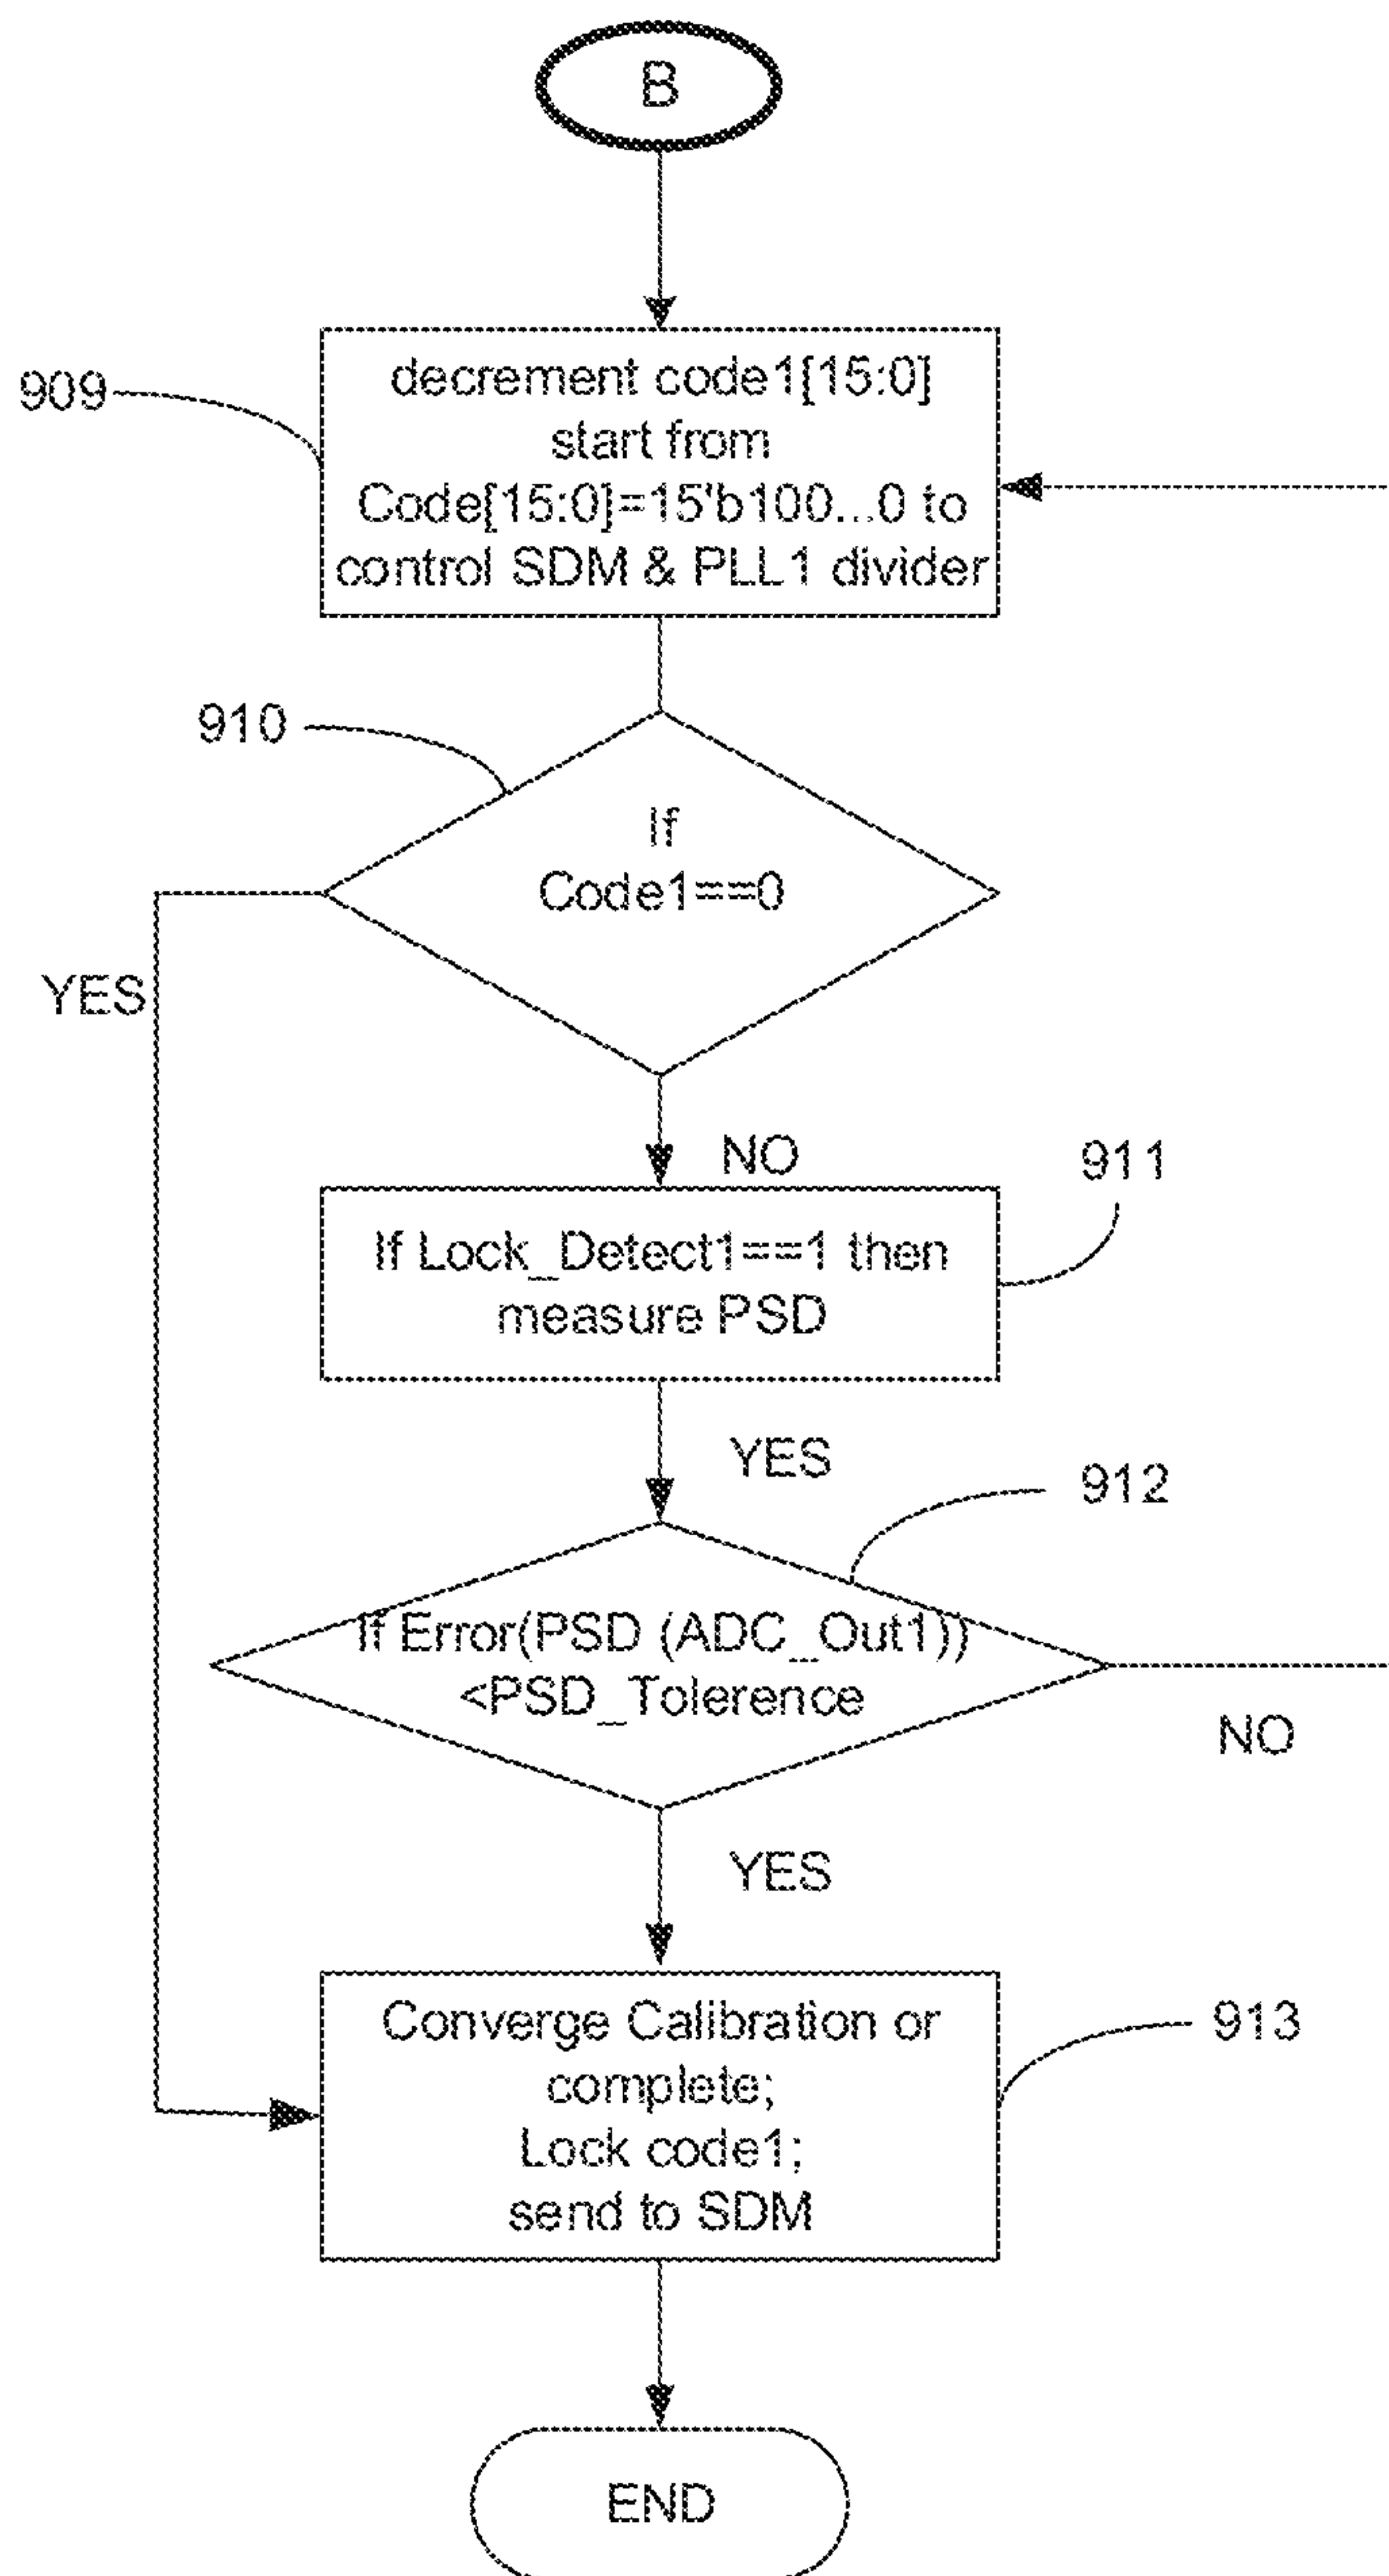 B
909
decrement code1[15:0]
start from
Code[15:0]=15'b100...0 to
control SDM & PLL1 divider
910
If
Code1==0
YES
NO
911
If Lock_Detect1==1 then
measure PSD
YES
912
If Error(PSD (ADC_Out1))
<PSD_Tolerence
NO
YES
Converge Calibration or
complete;
Lock code1;
send to SDM
913
END